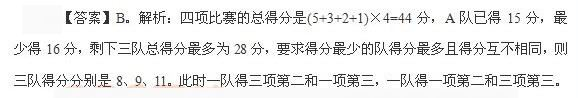 【答案】B。解析：四项比赛的总得分是(5+3+2+1)×4=44 分，A 队已得 15 分，最
少得 16 分，剩下三队总得分最多为 28 分，要求得分最少的队得分最多且得分互不相同，则
三队得分分别是 8、9、11。此时一队得三项第二和一项第三，一队得一项第二和三项第三。